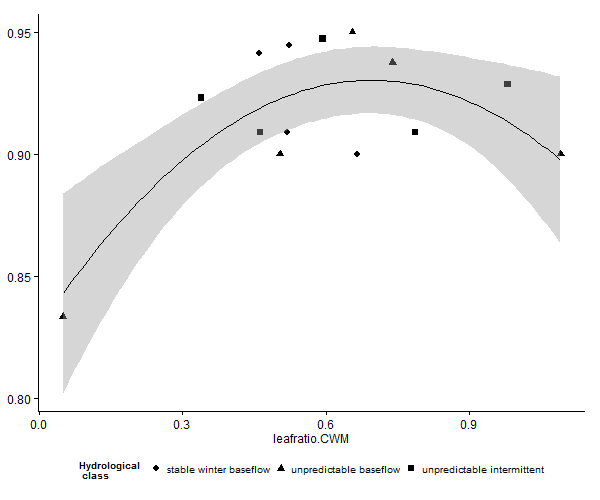 0.95
0.90
0.85
0.80
0.0 0.3 0.6 0.9
leafratio.CWM
Hydrological
class
stable winter baseflow unpredictable baseflow unpredictable intermittent